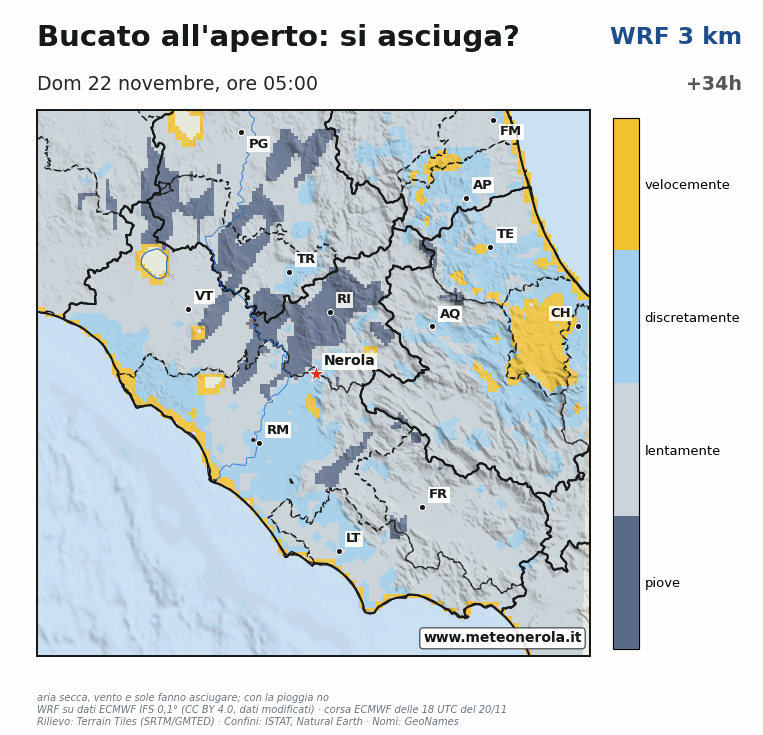 Bucato all'aperto: si asciuga?
WRF 3 km
Dom 22 novembre, ore 05:00
+34h
FM
PG
AP
TE
TR
VT
RI
AQ
CH
Nerola
RM
FR
LT
www.meteonerola.it
velocemente
discretamente
lentamente
piove
aria secca, vento e sole fanno asciugare; con la pioggia no
WRF su dati ECMWF IFS 0,1° (CC BY 4.0, dati modificati) · corsa ECMWF delle 18 UTC del 20/11
Rilievo: Terrain Tiles (SRTM/GMTED) · Confini: ISTAT, Natural Earth · Nomi: GeoNames